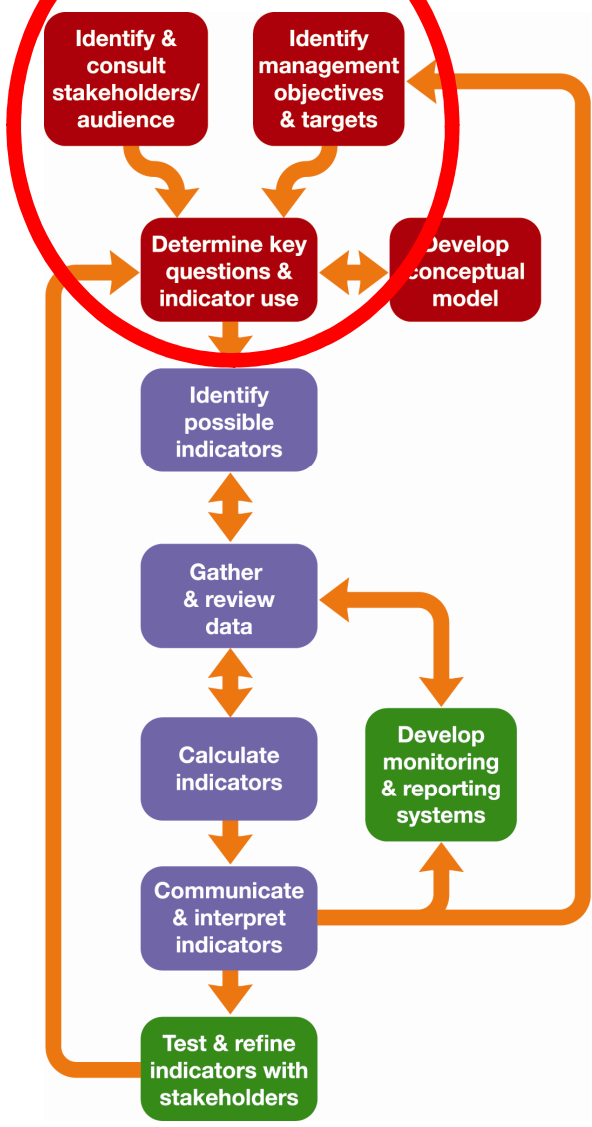 Identify &
consult
stakeholders/
audience
Identify
management
objectives
& targets
Determine key
questions &
indicator use
Develop
conceptual
model
Identify
possible
indicators
Gather
& review
data
Calculate
indicators
Develop
monitoring
& reporting
systems
Communicate
& interpret
indicators
Test & refine
indicators with
stakeholders